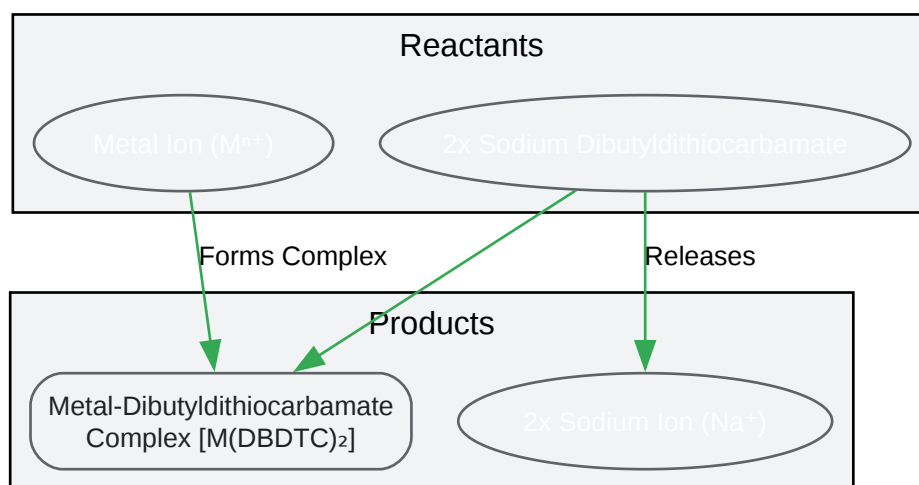 Reactants
Metal Ion (Mⁿ⁺)
2x Sodium Dibutyldithiocarbamate
Forms Complex
Releases
Products
Metal-Dibutyldithiocarbamate
Complex [M(DBDTC)₂]
2x Sodium Ion (Na⁺)